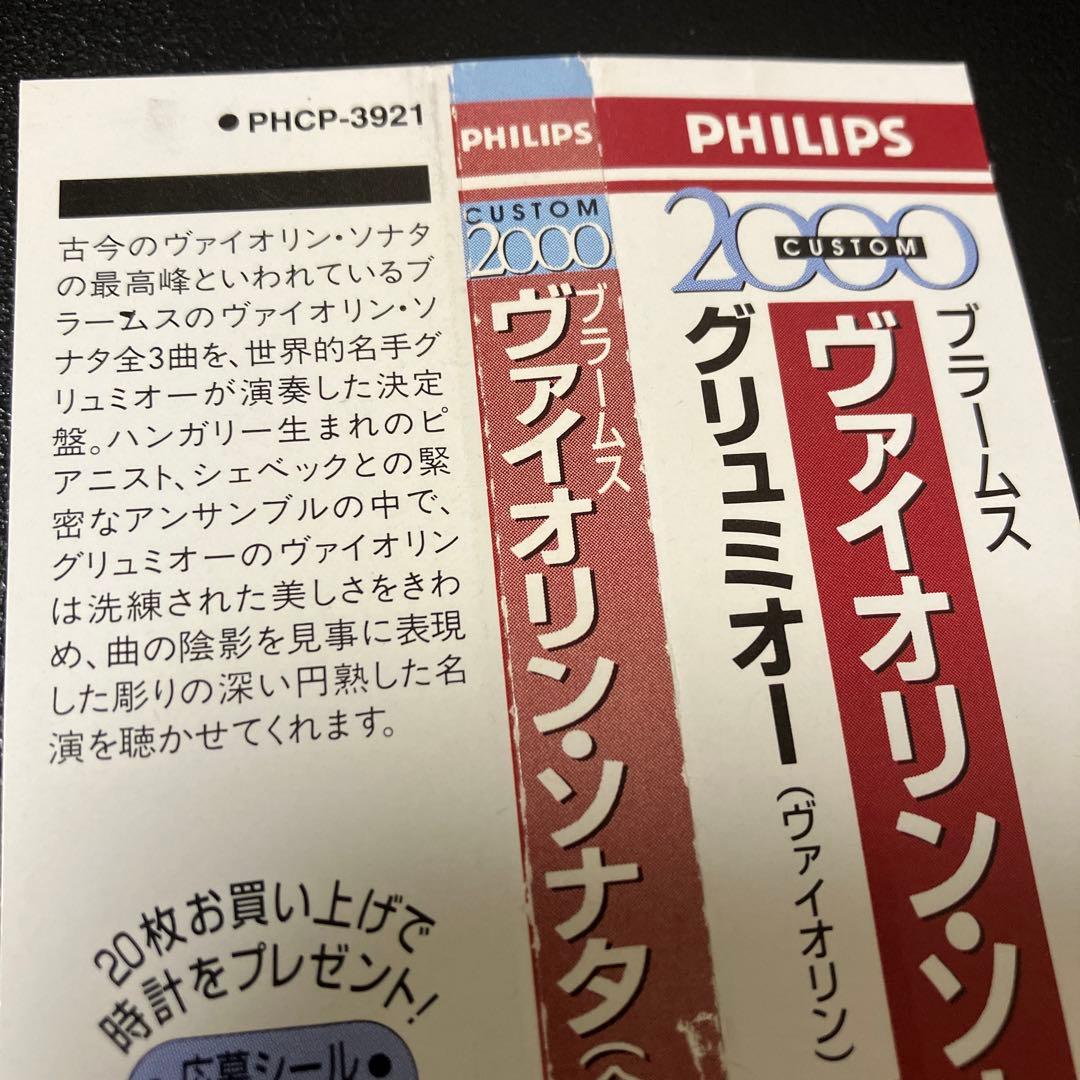 ●PHCP-3921
古今のヴァイオリン・ソナタ
の最高峰といわれているブ
ラームスのヴァイオリン・ソ
ナタ全3曲を、世界的名手グ
リュミオーが演奏した決定
盤。ハンガリー生まれのピ
アニスト、シェベックとの緊
密なアンサンブルの中で、
グリュミオーのヴァイオリン
は洗練された美しさをきわ
め、曲の陰影を見事に表現
した彫りの深い円熟した名
演を聴かせてくれます。
20枚お買い上げで
時計をプレゼント!
応募シール●
PHILIPS
CUSTOM
2000
ブラームス
ヴァイオリン・ソナタ(
PHILIPS
2000
CUSTOM
ブラームス
ヴァイオリン・ソ
グリュミオー(ヴァイオリン)